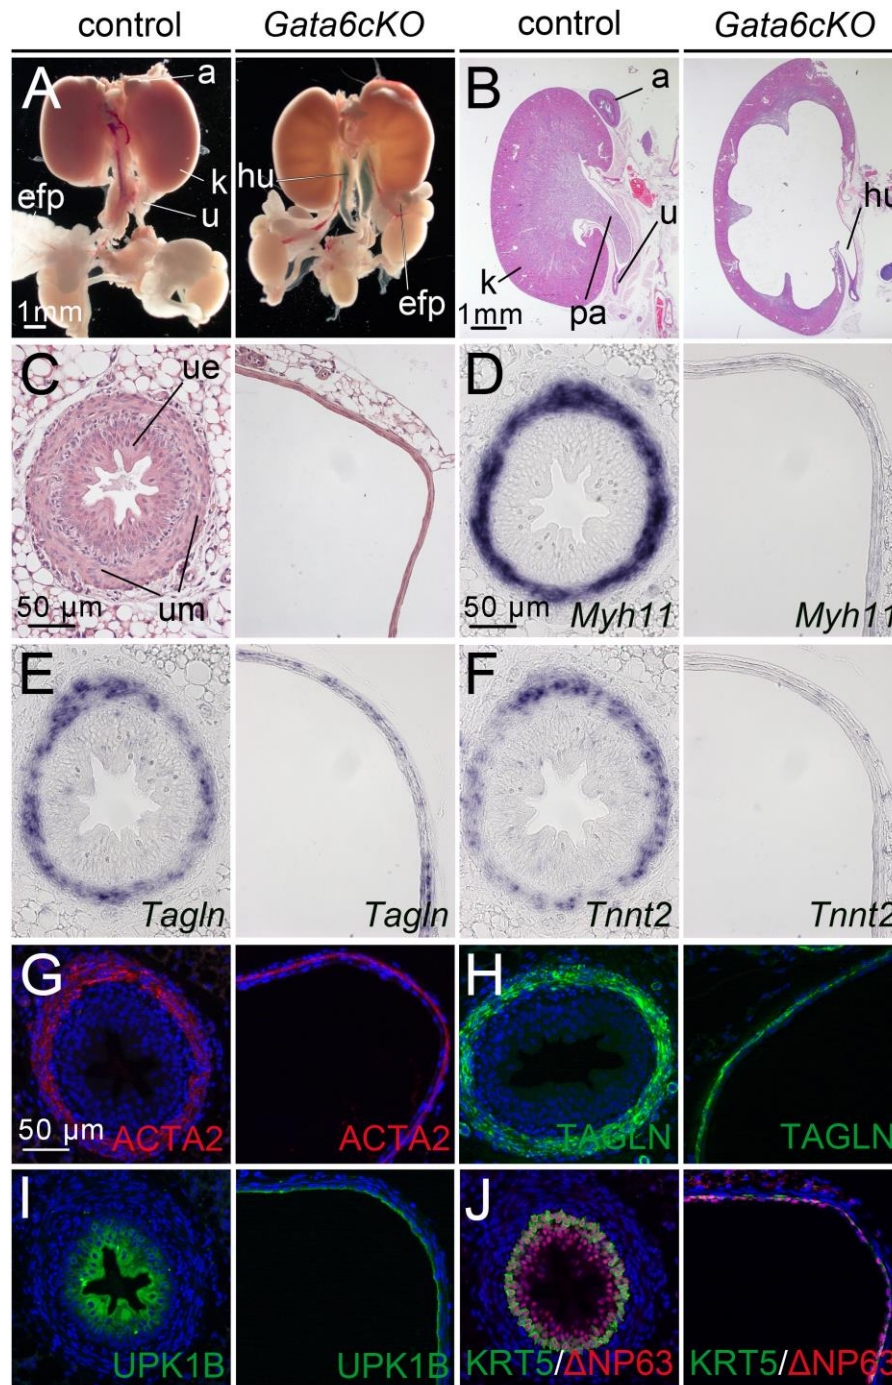 control Gata6cKO control Gata6cKO
A a k u efp 1mm
hu efp
B a k u pa 1mm
hu
C ue um 50 µm
D 50 µm Myh11
Myh11
E Tagln
Tagln
F Tnnt2
Tnnt2
G 50 µm ACTA2
ACTA2
H TAGLN
TAGLN
I UPK1B
UPK1B
J KRT5/ΔNP63
KRT5/ΔNP63